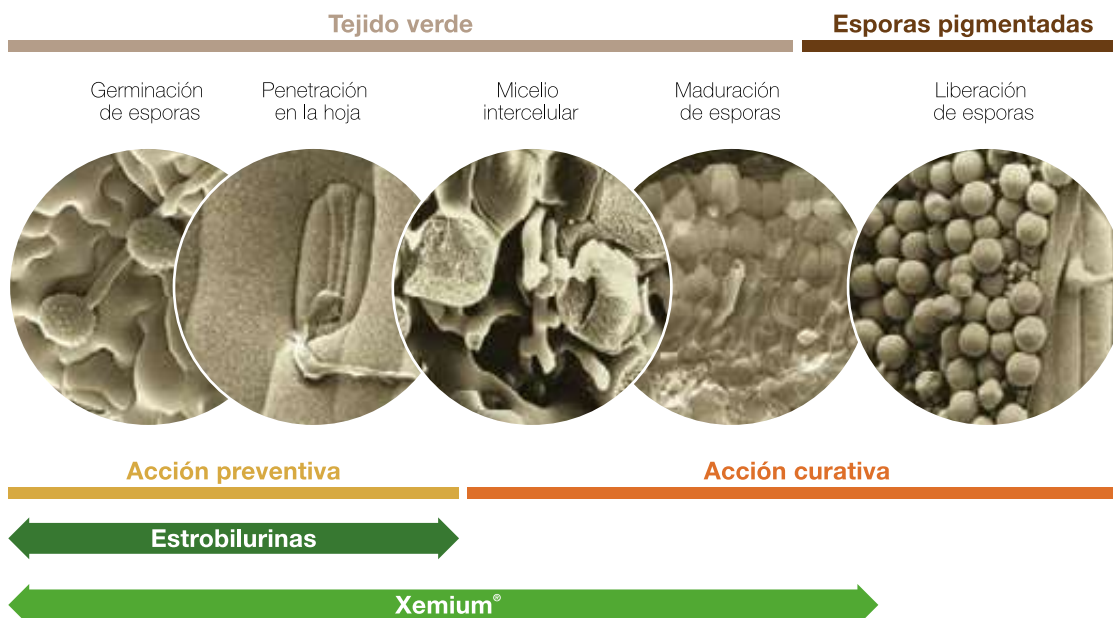 Tejido verde
Esporas pigmentadas
Germinación
de esporas
Penetración
en la hoja
Micelio
intercelular
Maduración
de esporas
Liberación
de esporas
Acción preventiva
Acción curativa
Estrobilurinas
Xemium®